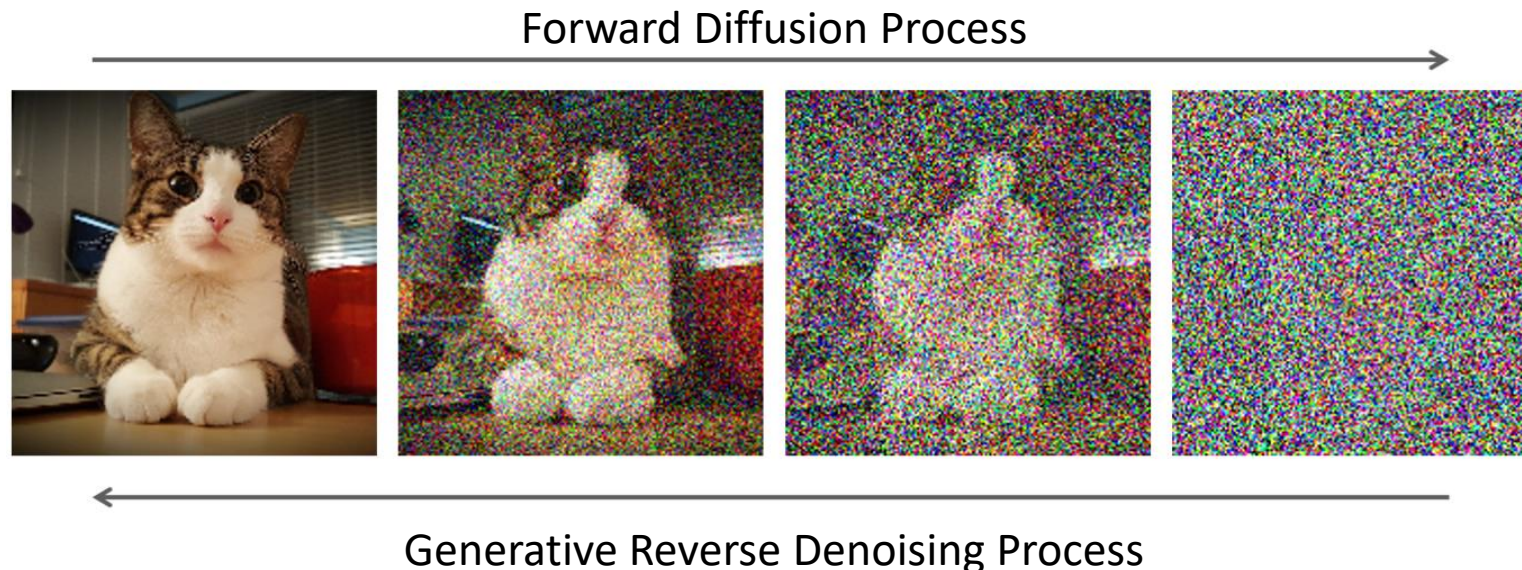 Forward Diffusion Process
Generative Reverse Denoising Process